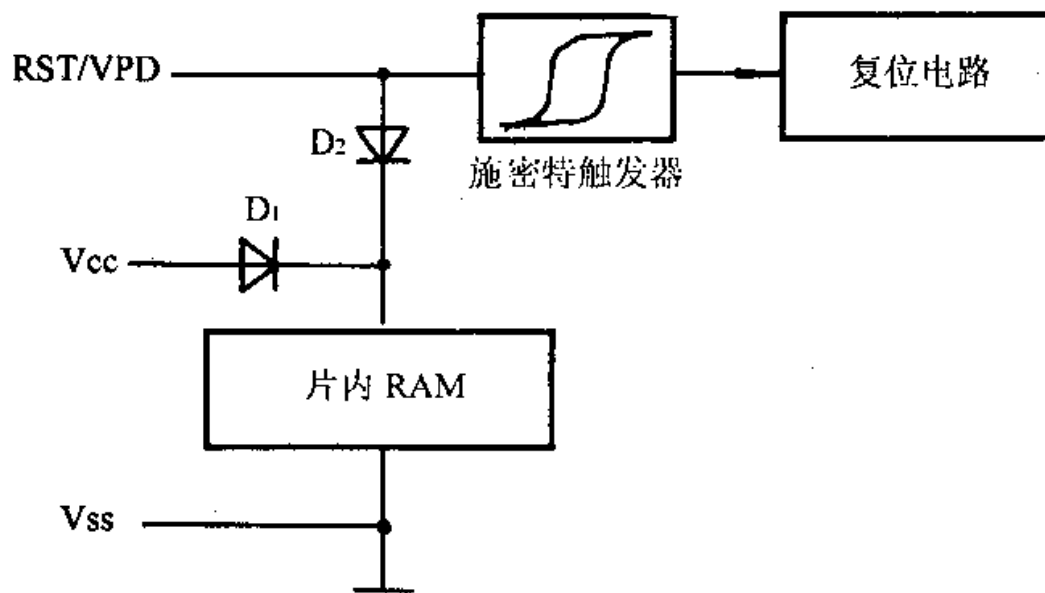 RST/VPD
复位电路
D2
施密特触发器
D1
Vcc
片内 RAM
Vss